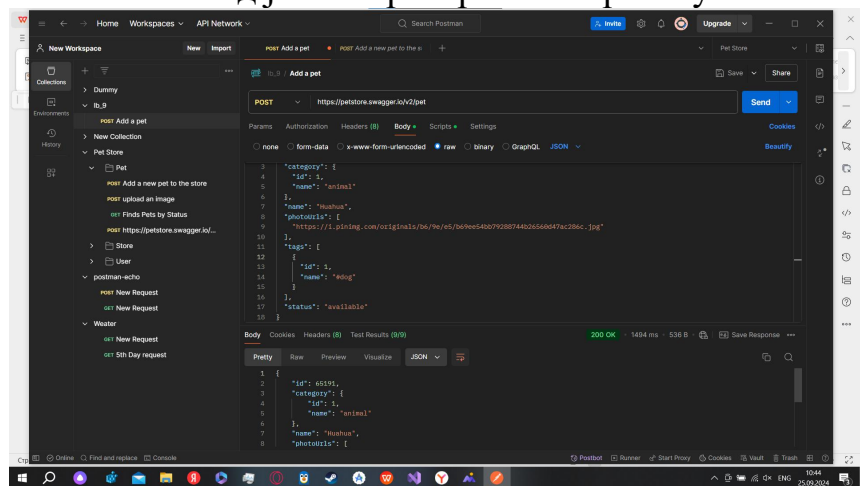 Home Workspaces API Network Search Postman Invite Upgrade
New Workspace New Import POST Add a pet POST Add a new pet to the s Pet Store
lb_9 / Add a pet Save Share
Collections
Environments
History
Dummy
lb_9
POST Add a pet
New Collection
Pet Store
Pet
POST Add a new pet to the store
POST upload an image
GET Finds Pets by Status
POST https://petstore.swagger.io/...
Store
User
postman-echo
POST New Request
GET New Request
Weater
GET New Request
GET 5th Day request
POST https://petstore.swagger.io/v2/pet Send
Params Authorization Headers (8) Body Scripts Settings Cookies
none form-data x-www-form-urlencoded raw binary GraphQL JSON Beautify
3 "category": {
4 "id": 1,
5 "name": "animal"
6 },
7 "name": "Huahua",
8 "photoUrls": [
9 "https://i.pinimg.com/originals/b6/9e/e5/b69ee54bb79288744b26560d47ac286c.jpg"
10 ],
11 "tags": [
12 {
13 "id": 1,
14 "name": "#dog"
15 }
16 ],
17 "status": "available"
18 }
Body Cookies Headers (8) Test Results (9/9) 200 OK 1494 ms 536 B Save Response
Pretty Raw Preview Visualize JSON
1 {
2 "id": 65191,
3 "category": {
4 "id": 1,
5 "name": "animal"
6 },
7 "name": "Huahua",
8 "photoUrls": [
Стр Online Find and replace Console Postbot Runner Start Proxy Cookies Vault Trash
ENG 10:44
25.09.2024